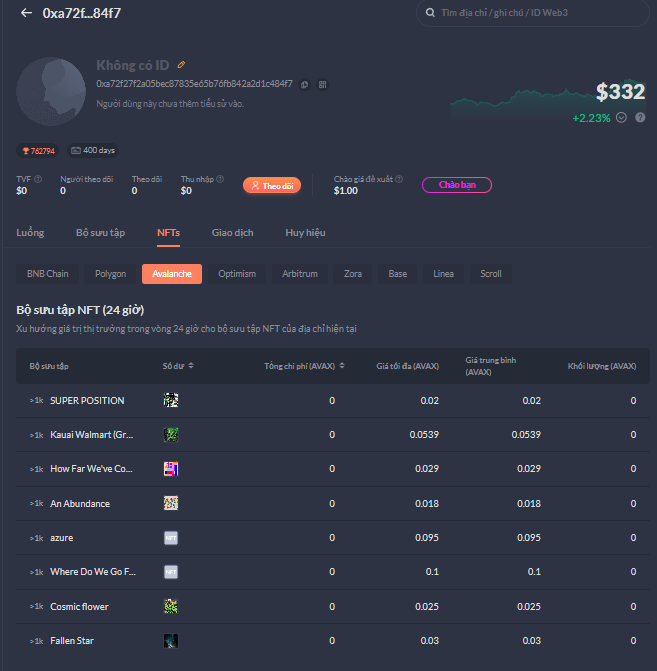 0xa72f...84f7
Tìm địa chỉ / ghi chú / ID Web3
Không có ID
0xa72f27f2a05bec87835e65b76fb842a2d1c484f7
Người dùng này chưa thêm tiểu sử vào.
$332
+2.23%
762794
400 days
TVF Người theo dõi Theo dõi Thu nhập Theo dõi Chào giá đề xuất Chào bạn
$0 0 0 $0 $1.00
Luồng Bộ sưu tập NFTs Giao dịch Huy hiệu
BNB Chain Polygon Avalanche Optimism Arbitrum Zora Base Linea Scroll
Bộ sưu tập NFT (24 giờ)
Xu hướng giá trị thị trường trong vòng 24 giờ cho bộ sưu tập NFT của địa chỉ hiện tại
Bộ sưu tập Số dư Tổng chi phí (AVAX) Giá tối đa (AVAX) Giá trung bình (AVAX) Khối lượng (AVAX)
>1k SUPER POSITION 0 0.02 0.02 0
>1k Kauai Walmart (Gr... 0 0.0539 0.0539 0
>1k How Far We've Co... 0 0.029 0.029 0
>1k An Abundance 0 0.018 0.018 0
>1k azure NFT 0 0.095 0.095 0
>1k Where Do We Go F... NFT 0 0.1 0.1 0
>1k Cosmic flower 0 0.025 0.025 0
>1k Fallen Star 0 0.03 0.03 0